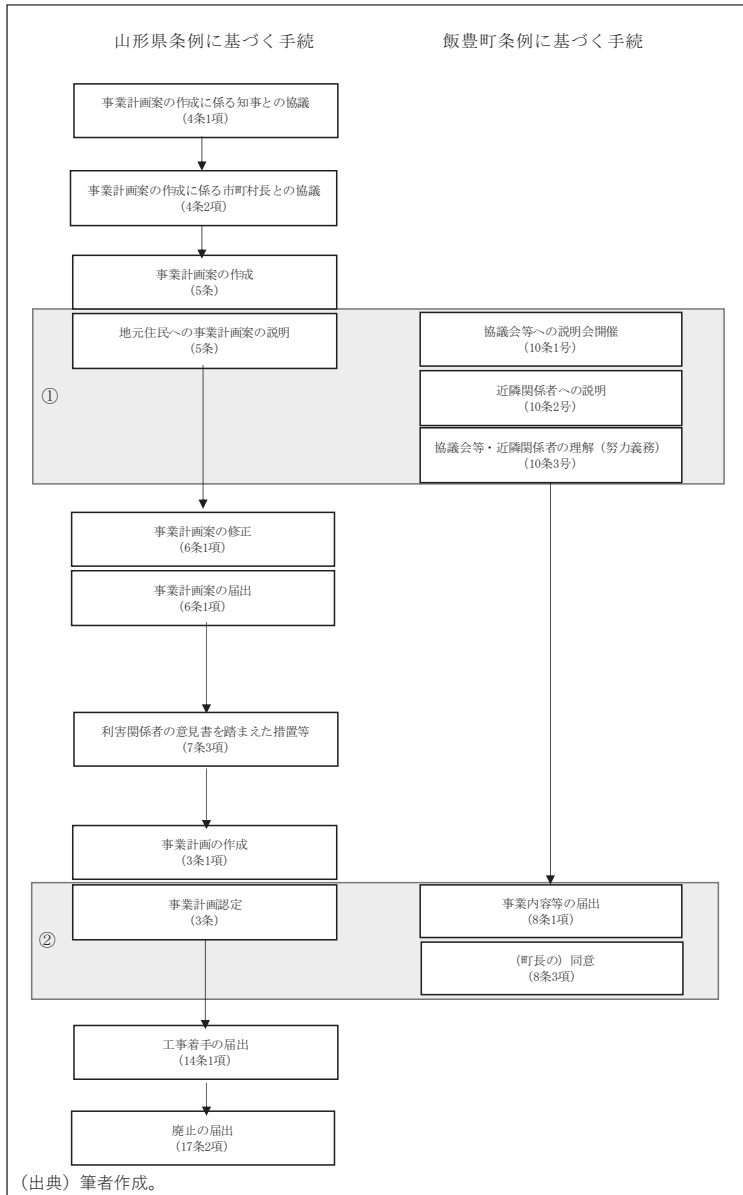 山形県条例に基づく手続
飯豊町条例に基づく手続
事業計画案の作成に係る知事との協議
(4条1項)
事業計画案の作成に係る市町村長との協議
(4条2項)
事業計画案の作成
(5条)
①
地元住民への事業計画案の説明
(5条)
協議会等への説明会開催
(10条1号)
近隣関係者への説明
(10条2号)
協議会等・近隣関係者の理解（努力義務）
(10条3号)
事業計画案の修正
(6条1項)
事業計画案の届出
(6条1項)
利害関係者の意見書を踏まえた措置等
(7条3項)
事業計画の作成
(3条1項)
②
事業計画認定
(3条)
事業内容等の届出
(8条1項)
(町長の) 同意
(8条3項)
工事着手の届出
(14条1項)
廃止の届出
(17条2項)
（出典）筆者作成。